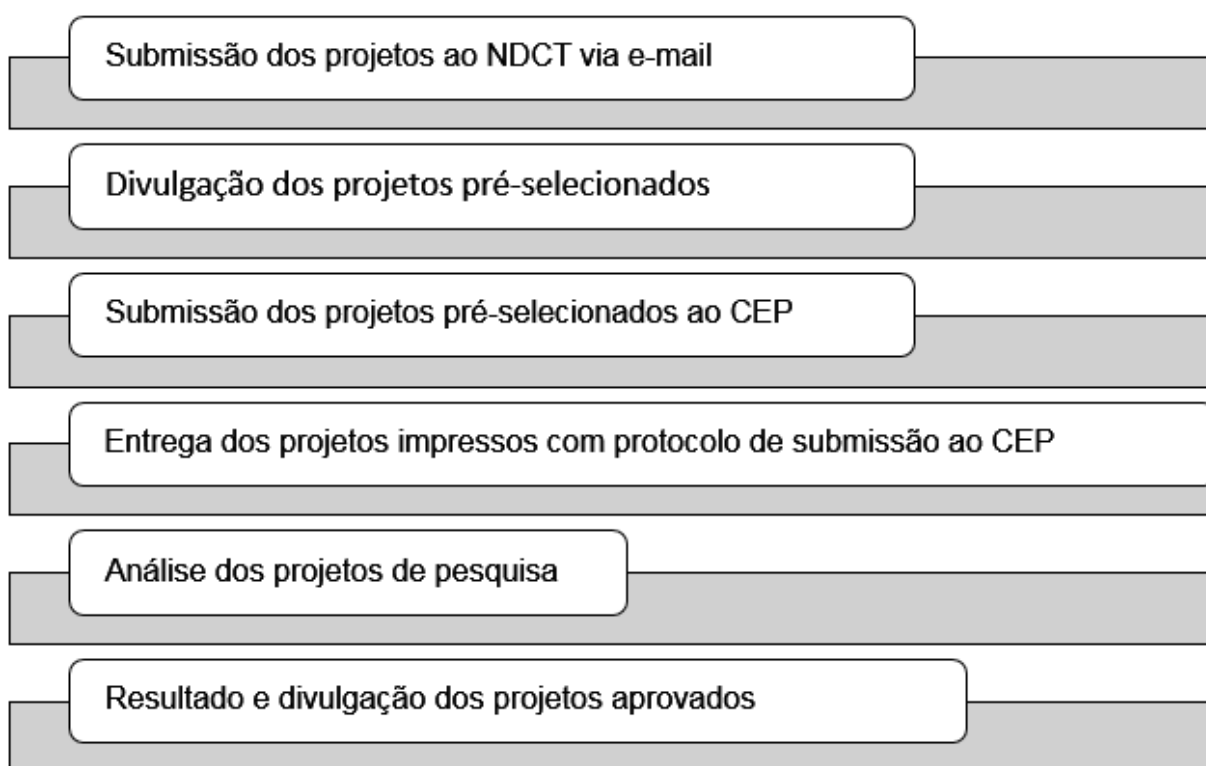 Submissão dos projetos ao NDCT via e-mail
Divulgação dos projetos pré-selecionados
Submissão dos projetos pré-selecionados ao CEP
Entrega dos projetos impressos com protocolo de submissão ao CEP
Análise dos projetos de pesquisa
Resultado e divulgação dos projetos aprovados